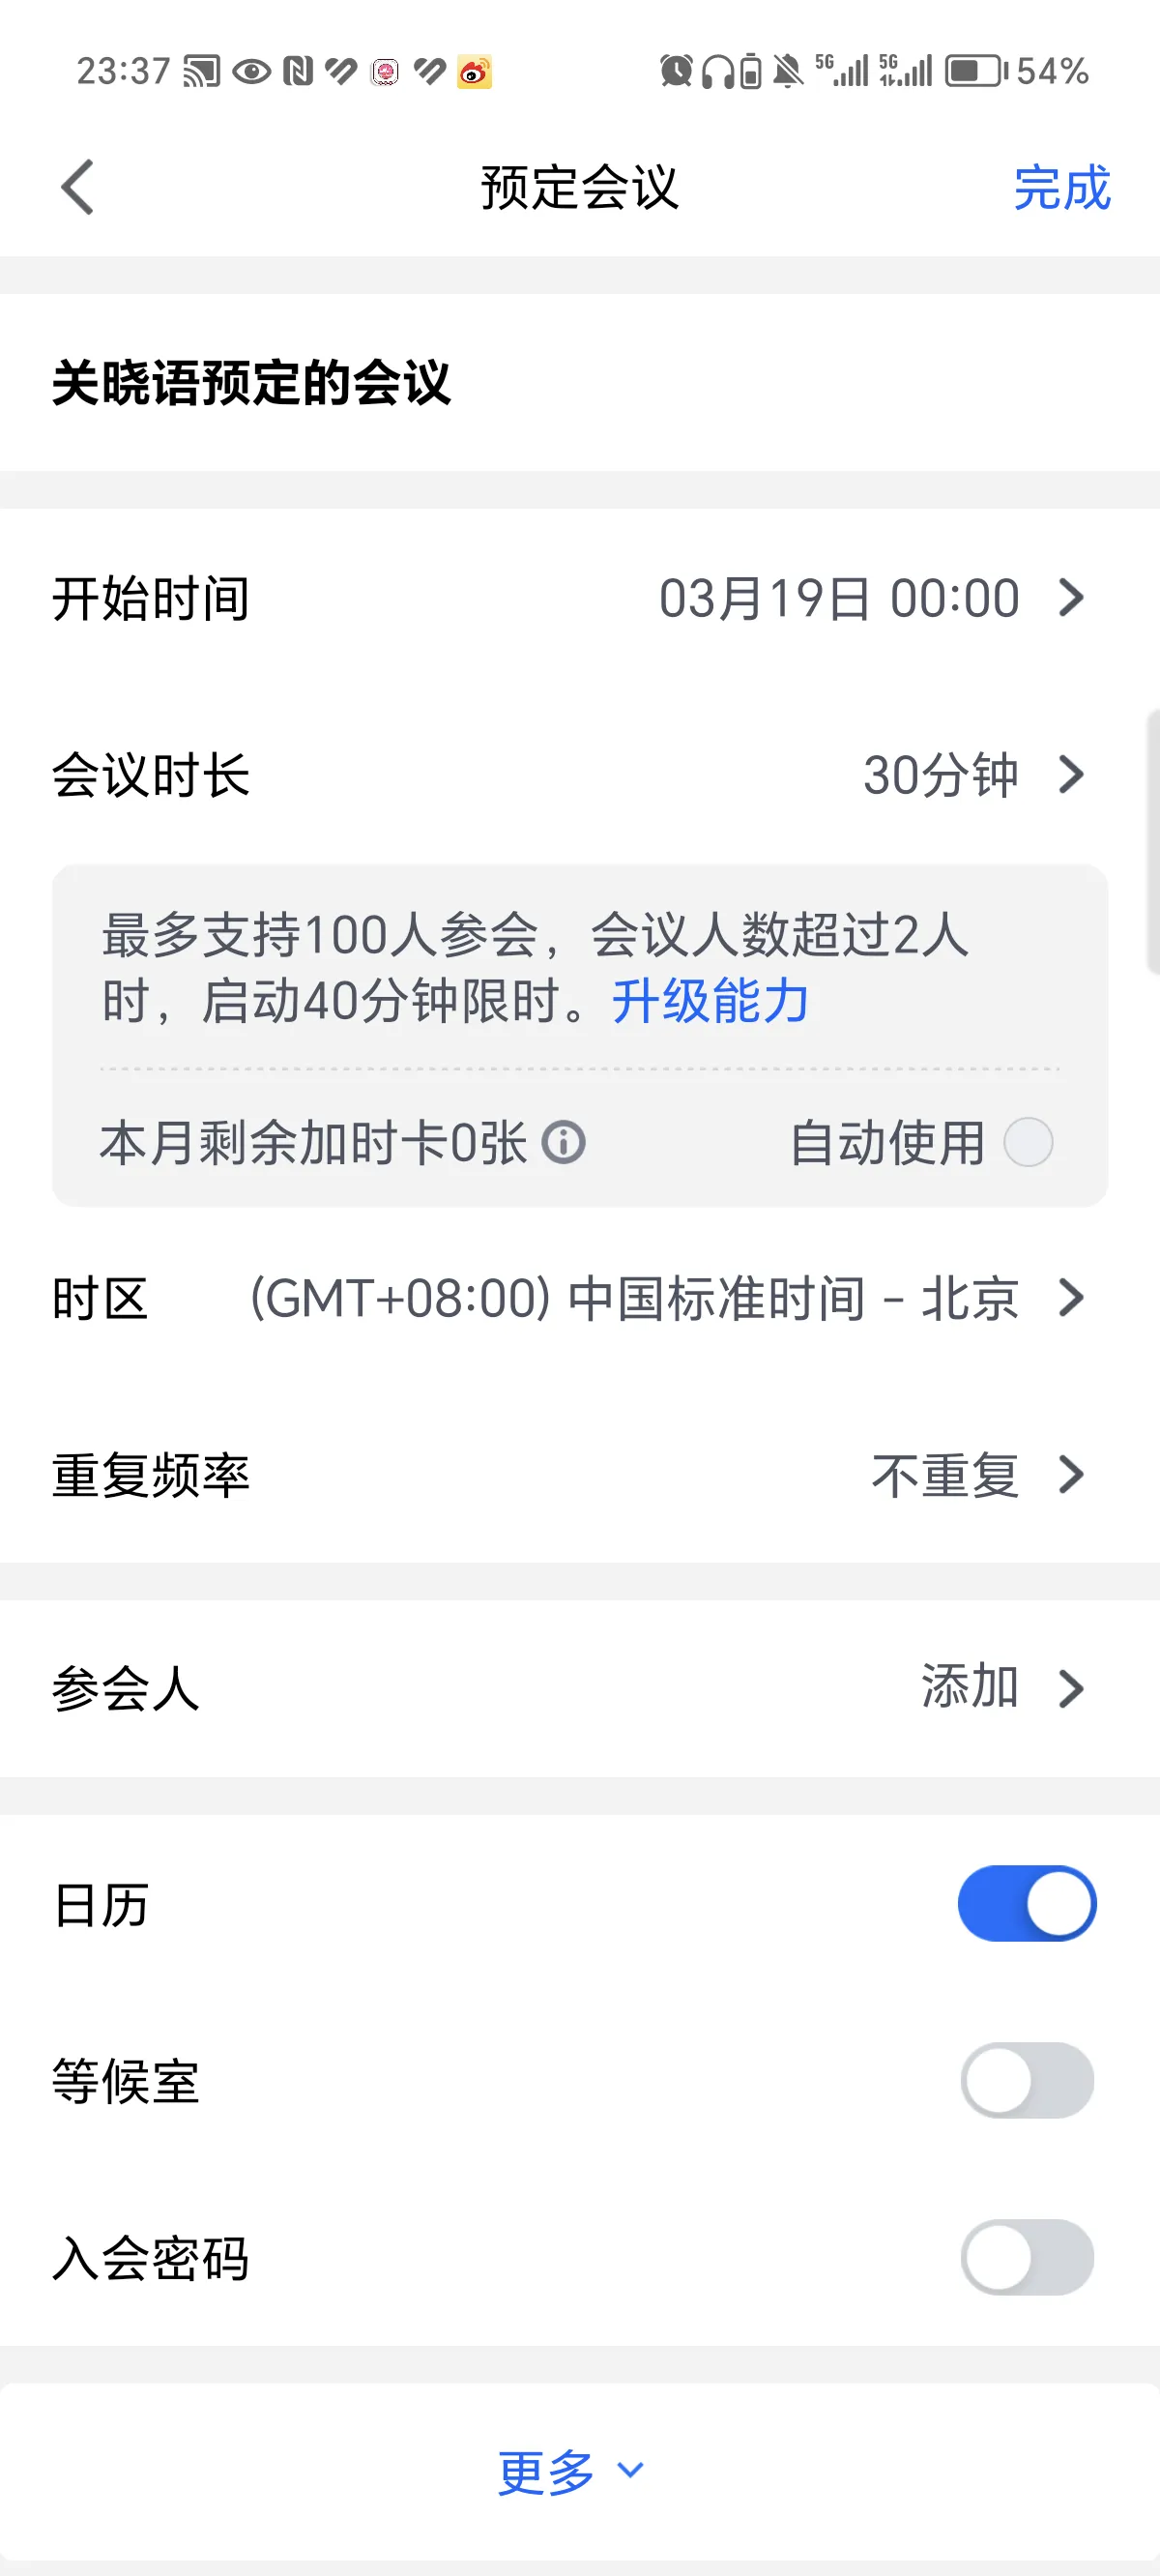 23:37 5G 5G 54%
预定会议 完成
关晓语预定的会议
开始时间 03月19日 00:00
会议时长 30分钟
最多支持100人参会，会议人数超过2人
时，启动40分钟限时。升级能力
本月剩余加时卡0张 自动使用
时区 (GMT+08:00) 中国标准时间 - 北京
重复频率 不重复
参会人 添加
日历
等候室
入会密码
更多